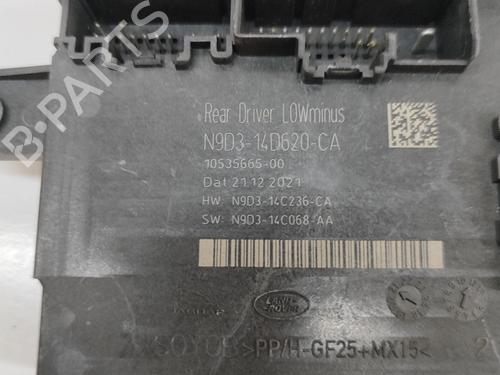 Rear Driver LOWminus
N9D3-14D620-CA
10535665-00
Dat 21.12.2021
HW: N9D3-14C236-CA
SW: N9D3-14C068-AA
LAND ROVER
>PP/H-GF25+MX15<
B-PARTS